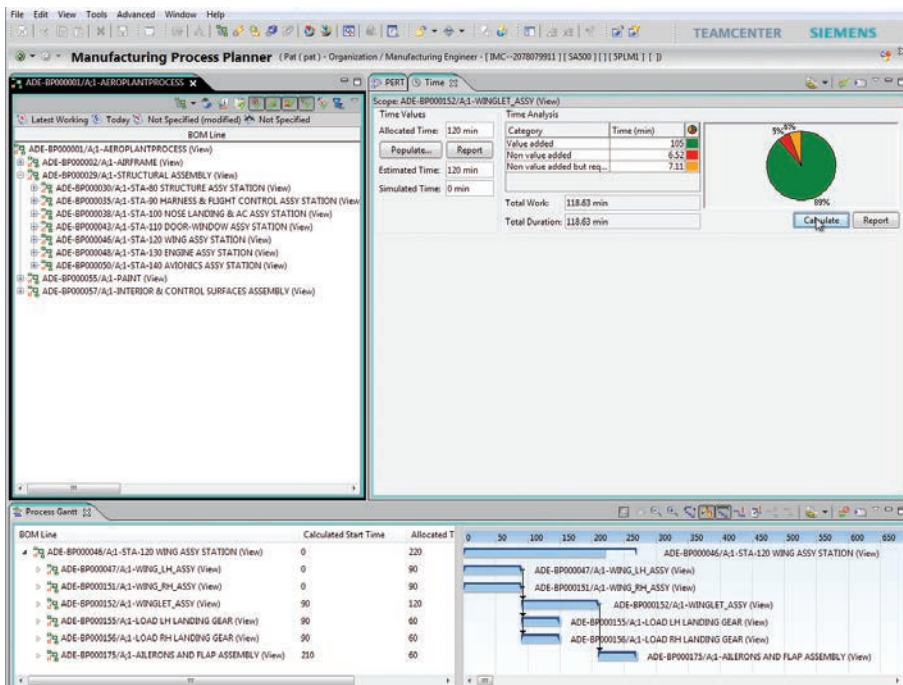 File Edit View Tools Advanced Window Help
TEAMCENTER SIEMENS
Manufacturing Process Planner (Pat ( pat ) - Organization / Manufacturing Engineer - [ IMC--2078079911 ] [ SA500 ] [ ] [ 5PLM1 ] [ ])
ADE-BP000001/A;1-AEROPLANTPROCESS
Latest Working Today Not Specified (modified) Not Specified
BOM Line
ADE-BP000001/A;1-AEROPLANTPROCESS (View)
ADE-BP000002/A;1-AIRFRAME (View)
ADE-BP000029/A;1-STRUCTURAL ASSEMBLY (View)
ADE-BP000030/A;1-STA-80 STRUCTURE ASSY STATION (View)
ADE-BP000035/A;1-STA-90 HARNESS & FLIGHT CONTROL ASSY STATION (View
ADE-BP000038/A;1-STA-100 NOSE LANDING & AC ASSY STATION (View)
ADE-BP000043/A;1-STA-110 DOOR-WINDOW ASSY STATION (View)
ADE-BP000046/A;1-STA-120 WING ASSY STATION (View)
ADE-BP000048/A;1-STA-130 ENGINE ASSY STATION (View)
ADE-BP000050/A;1-STA-140 AVIONICS ASSY STATION (View)
ADE-BP000055/A;1-PAINT (View)
ADE-BP000057/A;1-INTERIOR & CONTROL SURFACES ASSEMBLY (View)
PERT Time
Scope: ADE-BP000152/A;1-WINGLET_ASSY (View)
Time Values
Allocated Time: 120 min
Populate... Report
Estimated Time: 120 min
Simulated Time: 0 min
Time Analysis
Category Time (min)
Value added 105
Non value added 6.52
Non value added but req... 7.11
Total Work: 118.63 min
Total Duration: 118.63 min
5% 6%
89%
Calculate Report
Process Gantt
BOM Line Calculated Start Time Allocated T
ADE-BP000046/A;1-STA-120 WING ASSY STATION (View) 0 220
ADE-BP000047/A;1-WING_LH_ASSY (View) 0 90
ADE-BP000151/A;1-WING_RH_ASSY (View) 0 90
ADE-BP000152/A;1-WINGLET_ASSY (View) 90 120
ADE-BP000155/A;1-LOAD LH LANDING GEAR (View) 90 60
ADE-BP000156/A;1-LOAD RH LANDING GEAR (View) 90 60
ADE-BP000175/A;1-AILERONS AND FLAP ASSEMBLY (View) 210 60
0 50 100 150 200 250 300 350 400 450 500 550 600 650
ADE-BP000046/A;1-STA-120 WING ASSY STATION (View)
ADE-BP000047/A;1-WING_LH_ASSY (View)
ADE-BP000151/A;1-WING_RH_ASSY (View)
ADE-BP000152/A;1-WINGLET_ASSY (View)
ADE-BP000155/A;1-LOAD LH LANDING GEAR (View)
ADE-BP000156/A;1-LOAD RH LANDING GEAR (View)
ADE-BP000175/A;1-AILERONS AND FLAP ASSEMBLY (View)